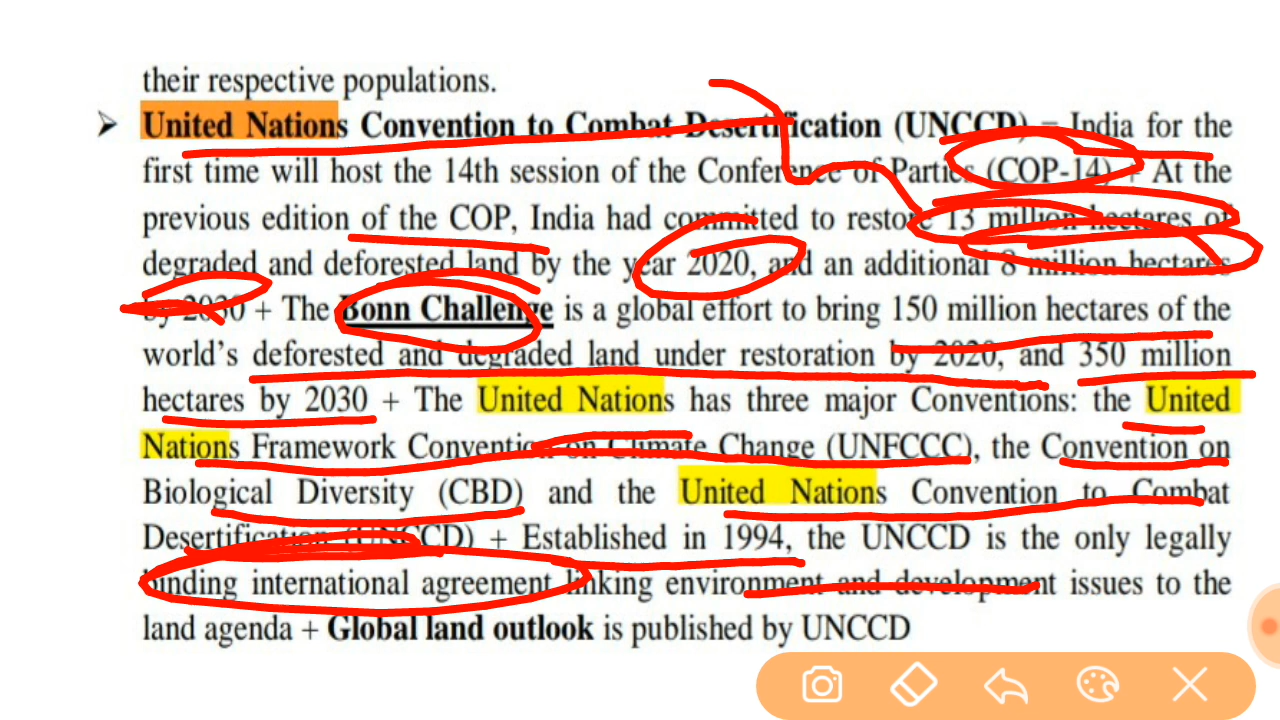 their respective populations.
➤ United Nations Convention to Combat Desertification (UNCCD) – India for the
first time will host the 14th session of the Conference of Parties (COP-14) + At the
previous edition of the COP, India had committed to restore 13 million hectares of
degraded and deforested land by the year 2020, and an additional 8 million hectares
by 2030 + The Bonn Challenge is a global effort to bring 150 million hectares of the
world’s deforested and degraded land under restoration by 2020, and 350 million
hectares by 2030 + The United Nations has three major Conventions: the United
Nations Framework Convention on Climate Change (UNFCCC), the Convention on
Biological Diversity (CBD) and the United Nations Convention to Combat
Desertification (UNCCD) + Established in 1994, the UNCCD is the only legally
binding international agreement linking environment and development issues to the
land agenda + Global land outlook is published by UNCCD